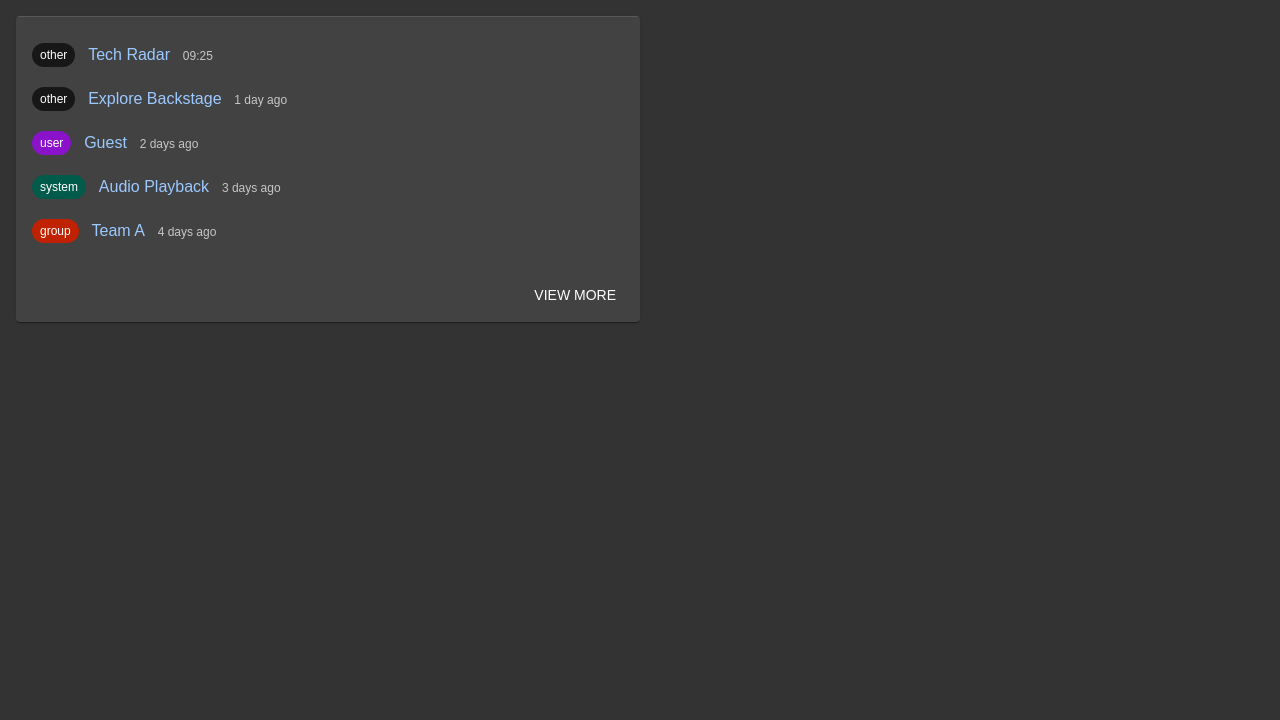 other Tech Radar 09:25
other Explore Backstage 1 day ago
user Guest 2 days ago
system Audio Playback 3 days ago
group Team A 4 days ago
VIEW MORE